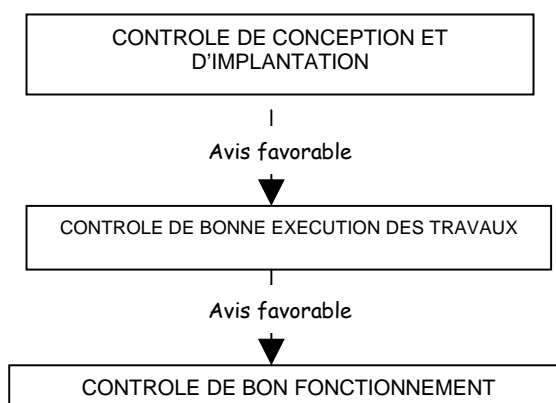 CONTROLE DE CONCEPTION ET
D'IMPLANTATION
Avis favorable
CONTROLE DE BONNE EXECUTION DES TRAVAUX
Avis favorable
CONTROLE DE BON FONCTIONNEMENT